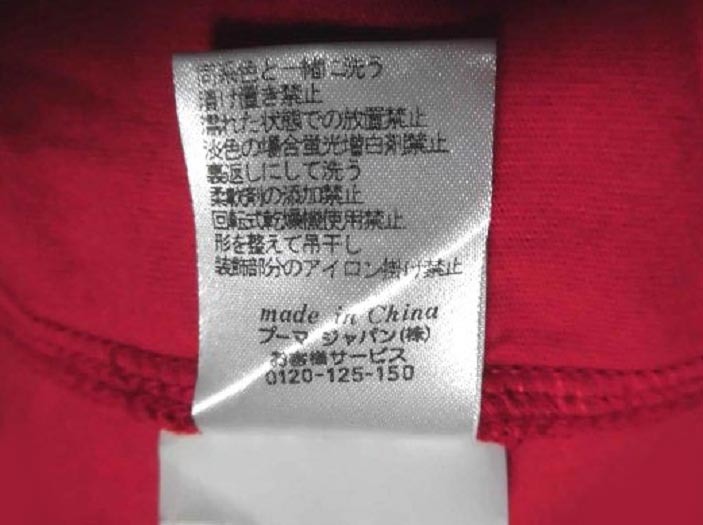 同系色と一緒に洗う
漬け置き禁止
濡れた状態での放置禁止
淡色の場合蛍光増白剤禁止
裏返しにして洗う
柔軟剤の添加禁止
回転式乾燥機使用禁止
形を整えて吊干し
装飾部分のアイロン掛け禁止
made in China
プーマ ジャパン(株)
お客様サービス
0120-125-150